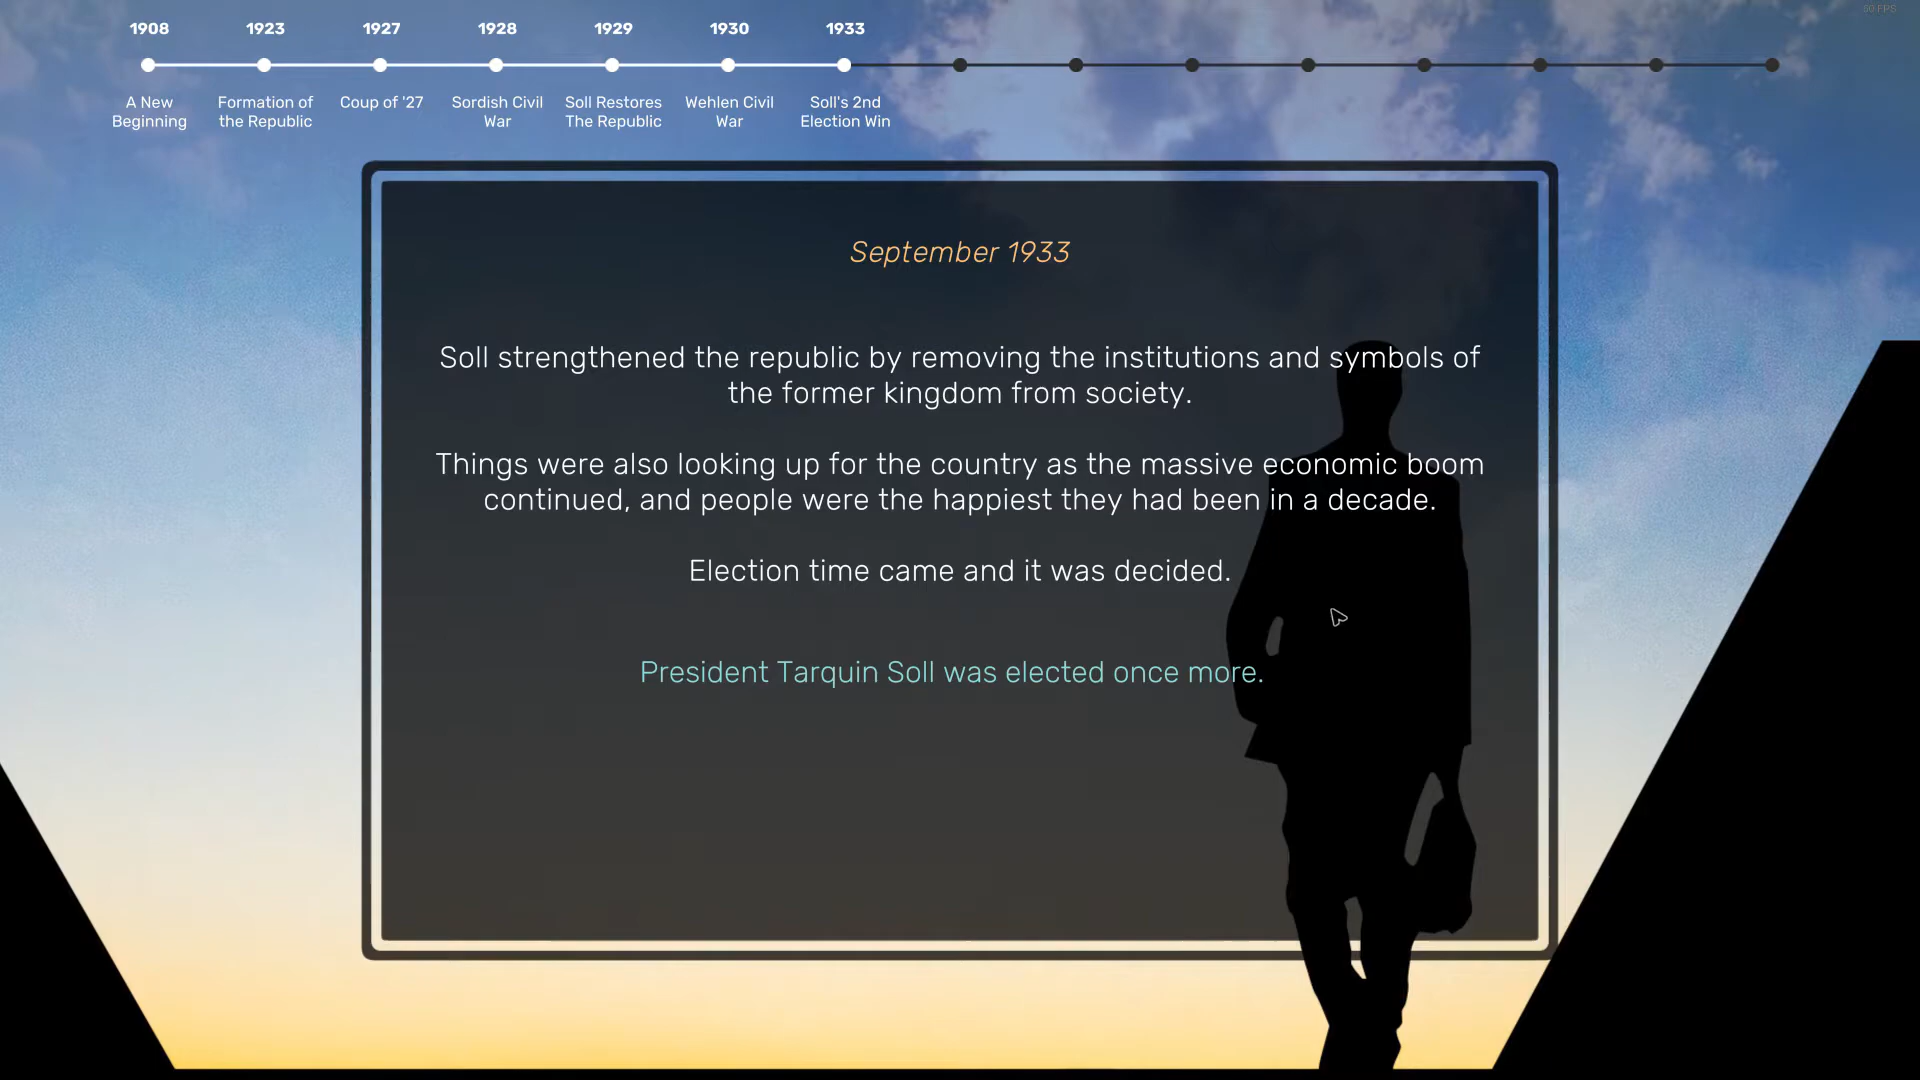 60 FPS
1908 1923 1927 1928 1929 1930 1933
A New Beginning
Formation of the Republic
Coup of '27
Sordish Civil War
Soll Restores The Republic
Wehlen Civil War
Soll's 2nd Election Win
September 1933
Soll strengthened the republic by removing the institutions and symbols of
the former kingdom from society.
Things were also looking up for the country as the massive economic boom
continued, and people were the happiest they had been in a decade.
Election time came and it was decided.
President Tarquin Soll was elected once more.